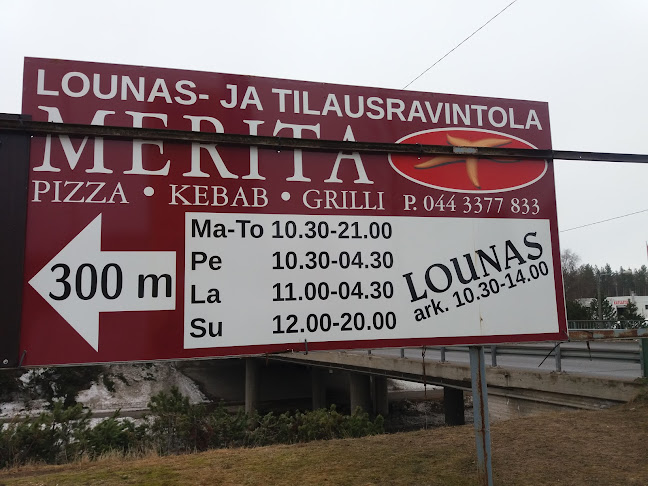 LOUNAS- JA TILAUSRAVINTOLA
MERITA
PIZZA • KEBAB • GRILLI P. 044 3377 833
300 m
Ma-To 10.30-21.00
Pe 10.30-04.30
La 11.00-04.30
Su 12.00-20.00
LOUNAS
ark. 10.30-14.00